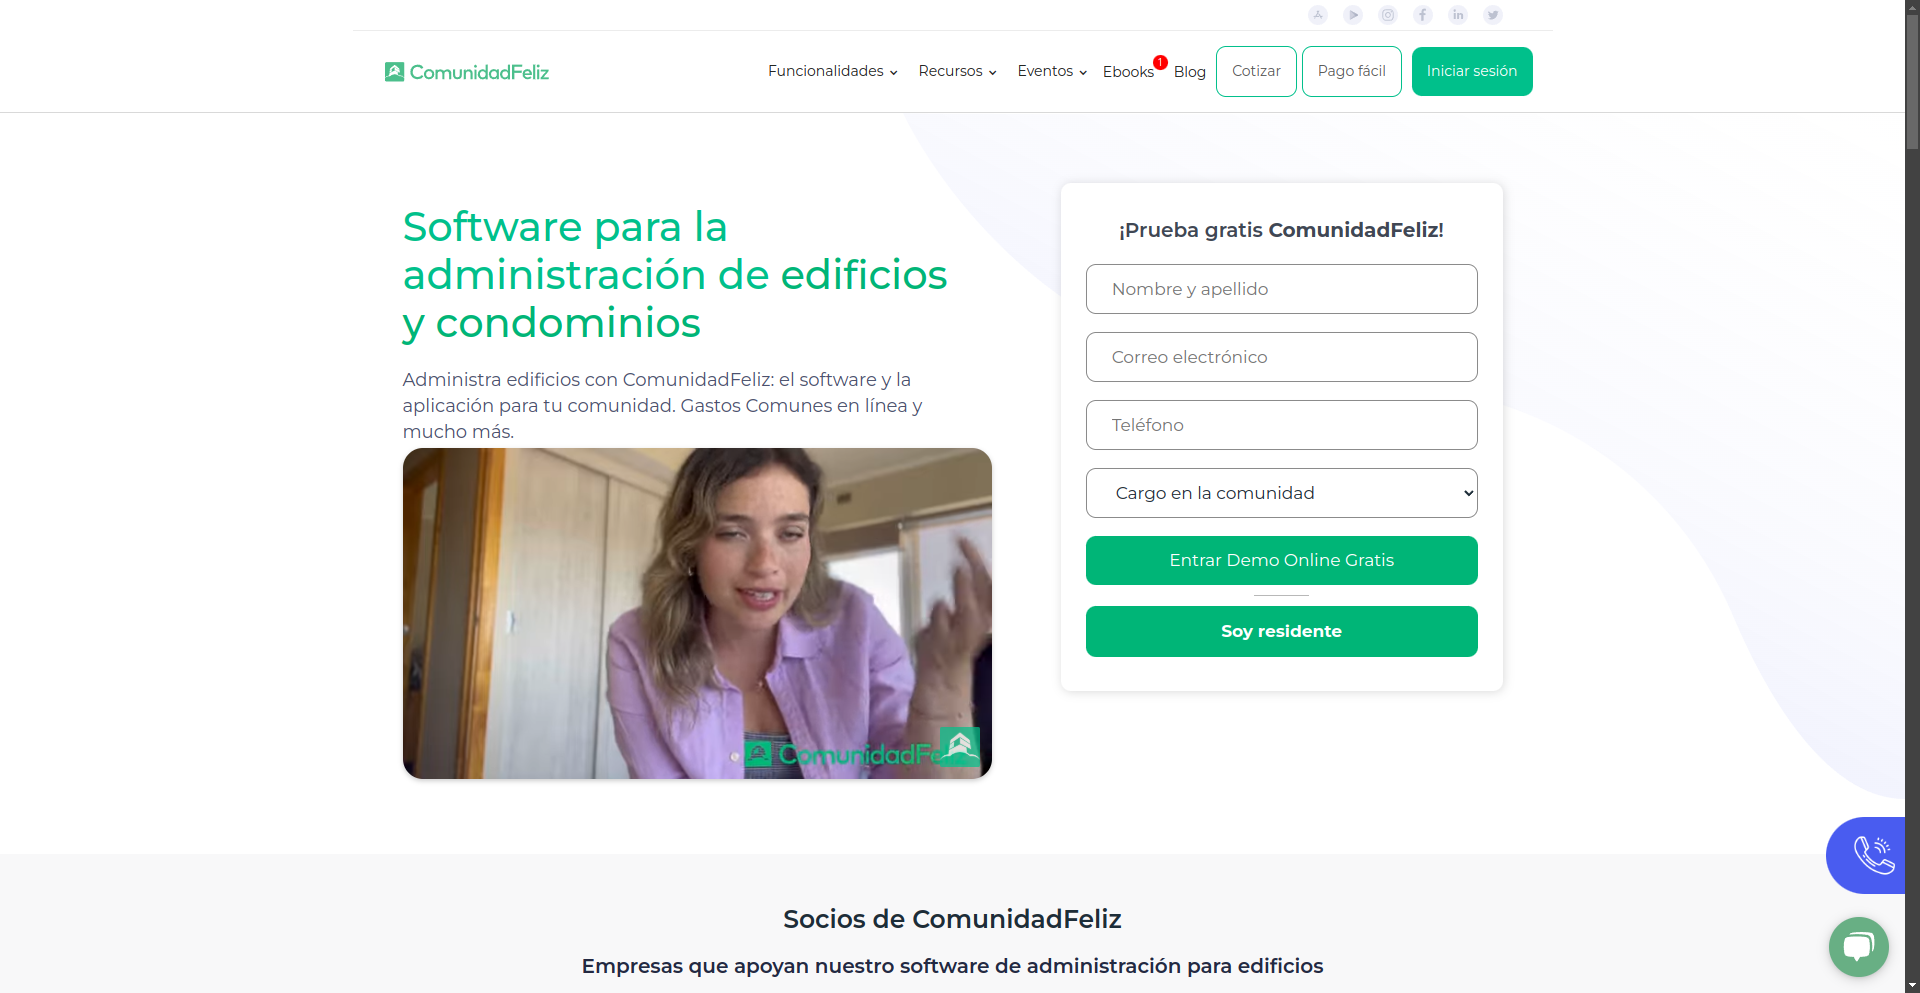 ComunidadFeliz
Funcionalidades
Recursos
Eventos
Ebooks
1
Blog
Cotizar
Pago fácil
Iniciar sesión
Software para la
administración de edificios
y condominios
Administra edificios con ComunidadFeliz: el software y la
aplicación para tu comunidad. Gastos Comunes en línea y
mucho más.
ComunidadFeliz
¡Prueba gratis ComunidadFeliz!
Nombre y apellido
Correo electrónico
Teléfono
Cargo en la comunidad
Entrar Demo Online Gratis
Soy residente
Socios de ComunidadFeliz
Empresas que apoyan nuestro software de administración para edificios